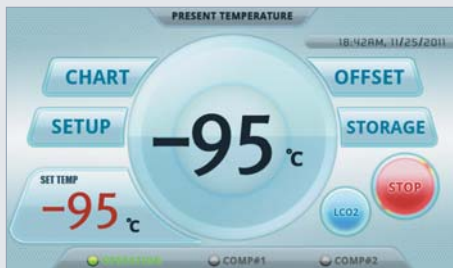 PRESENT TEMPERATURE
18:42AM, 11/25/2011
CHART
OFFSET
SETUP
STORAGE
-95 ℃
SET TEMP
-95 ℃
STOP
LCO2
COMP#1
COMP#2